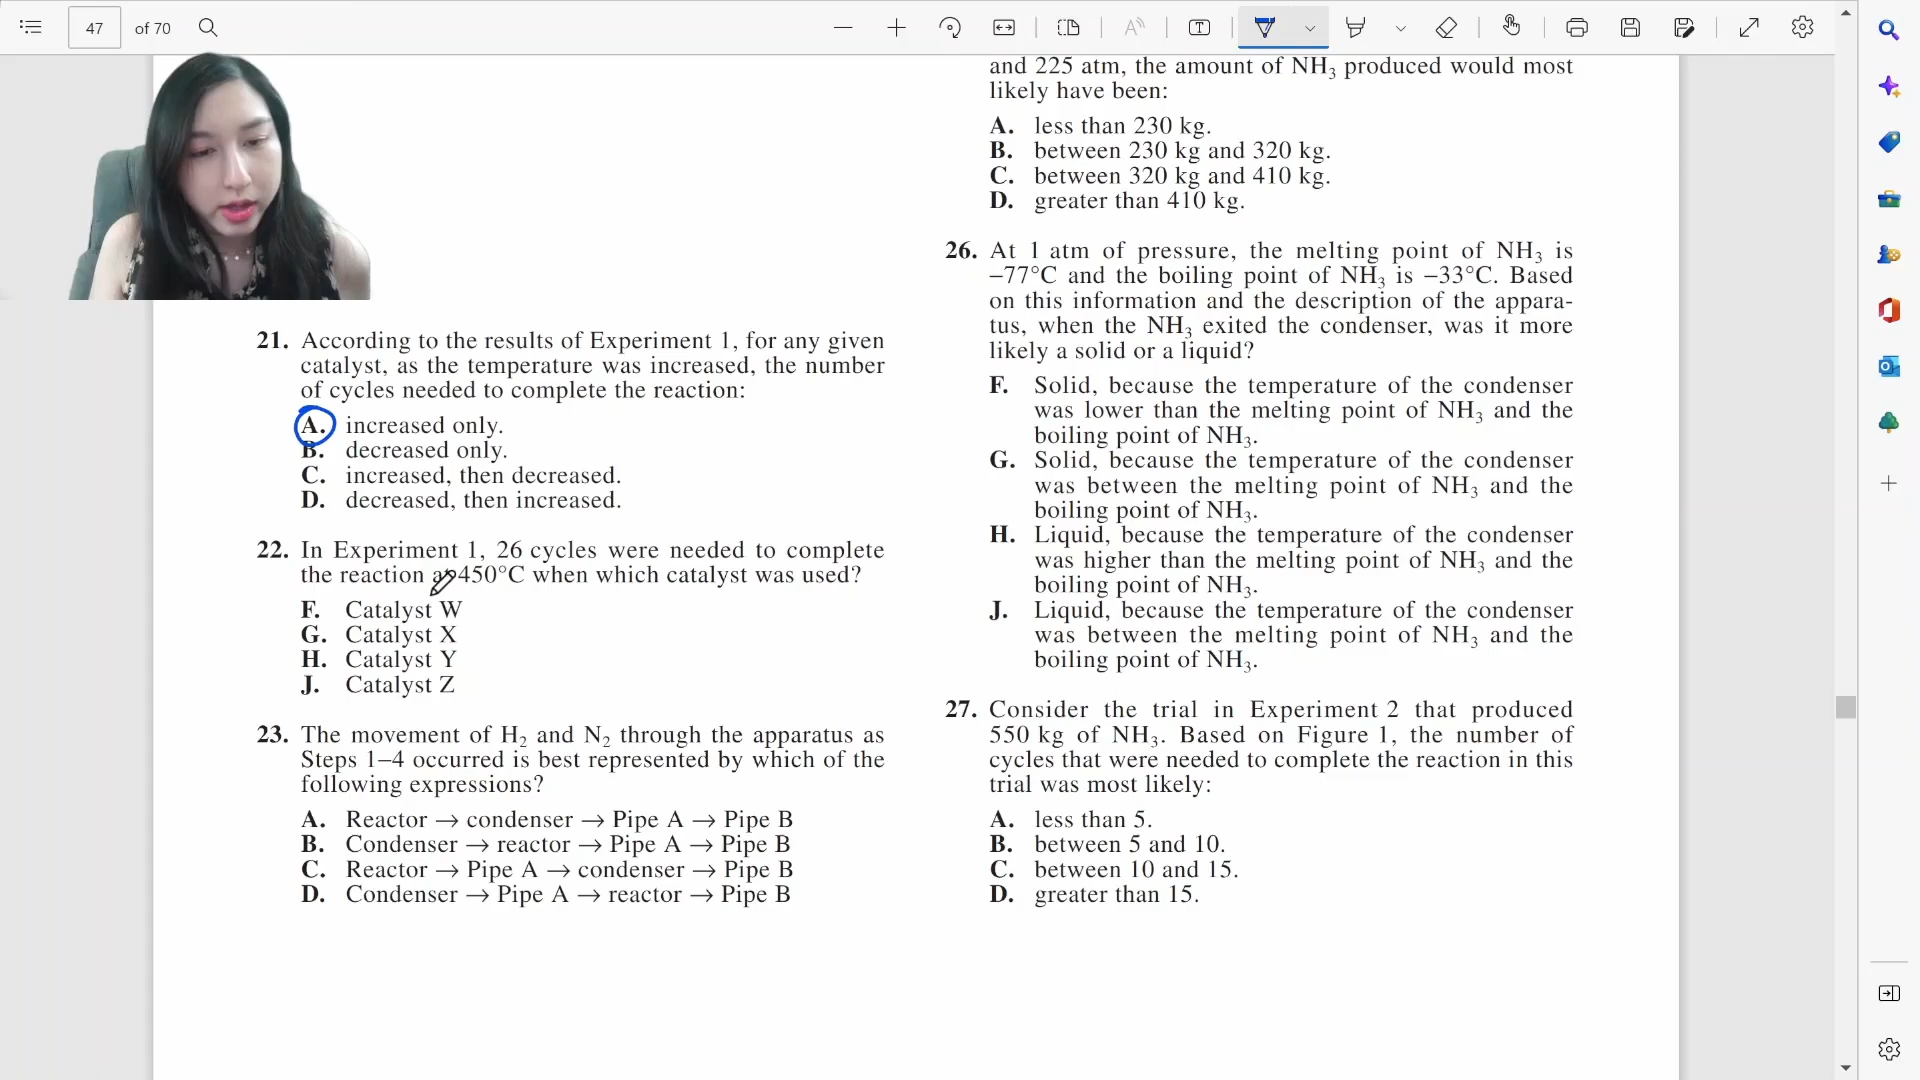 47
of 70
and 225 atm, the amount of NH₃ produced would most
likely have been:
A. less than 230 kg.
B. between 230 kg and 320 kg.
C. between 320 kg and 410 kg.
D. greater than 410 kg.
21. According to the results of Experiment 1, for any given
catalyst, as the temperature was increased, the number
of cycles needed to complete the reaction:
A. increased only.
B. decreased only.
C. increased, then decreased.
D. decreased, then increased.
22. In Experiment 1, 26 cycles were needed to complete
the reaction at 450°C when which catalyst was used?
F. Catalyst W
G. Catalyst X
H. Catalyst Y
J. Catalyst Z
23. The movement of H₂ and N₂ through the apparatus as
Steps 1–4 occurred is best represented by which of the
following expressions?
A. Reactor → condenser → Pipe A → Pipe B
B. Condenser → reactor → Pipe A → Pipe B
C. Reactor → Pipe A → condenser → Pipe B
D. Condenser → Pipe A → reactor → Pipe B
26. At 1 atm of pressure, the melting point of NH₃ is
−77°C and the boiling point of NH₃ is −33°C. Based
on this information and the description of the appara-
tus, when the NH₃ exited the condenser, was it more
likely a solid or a liquid?
F. Solid, because the temperature of the condenser
was lower than the melting point of NH₃ and the
boiling point of NH₃.
G. Solid, because the temperature of the condenser
was between the melting point of NH₃ and the
boiling point of NH₃.
H. Liquid, because the temperature of the condenser
was higher than the melting point of NH₃ and the
boiling point of NH₃.
J. Liquid, because the temperature of the condenser
was between the melting point of NH₃ and the
boiling point of NH₃.
27. Consider the trial in Experiment 2 that produced
550 kg of NH₃. Based on Figure 1, the number of
cycles that were needed to complete the reaction in this
trial was most likely:
A. less than 5.
B. between 5 and 10.
C. between 10 and 15.
D. greater than 15.